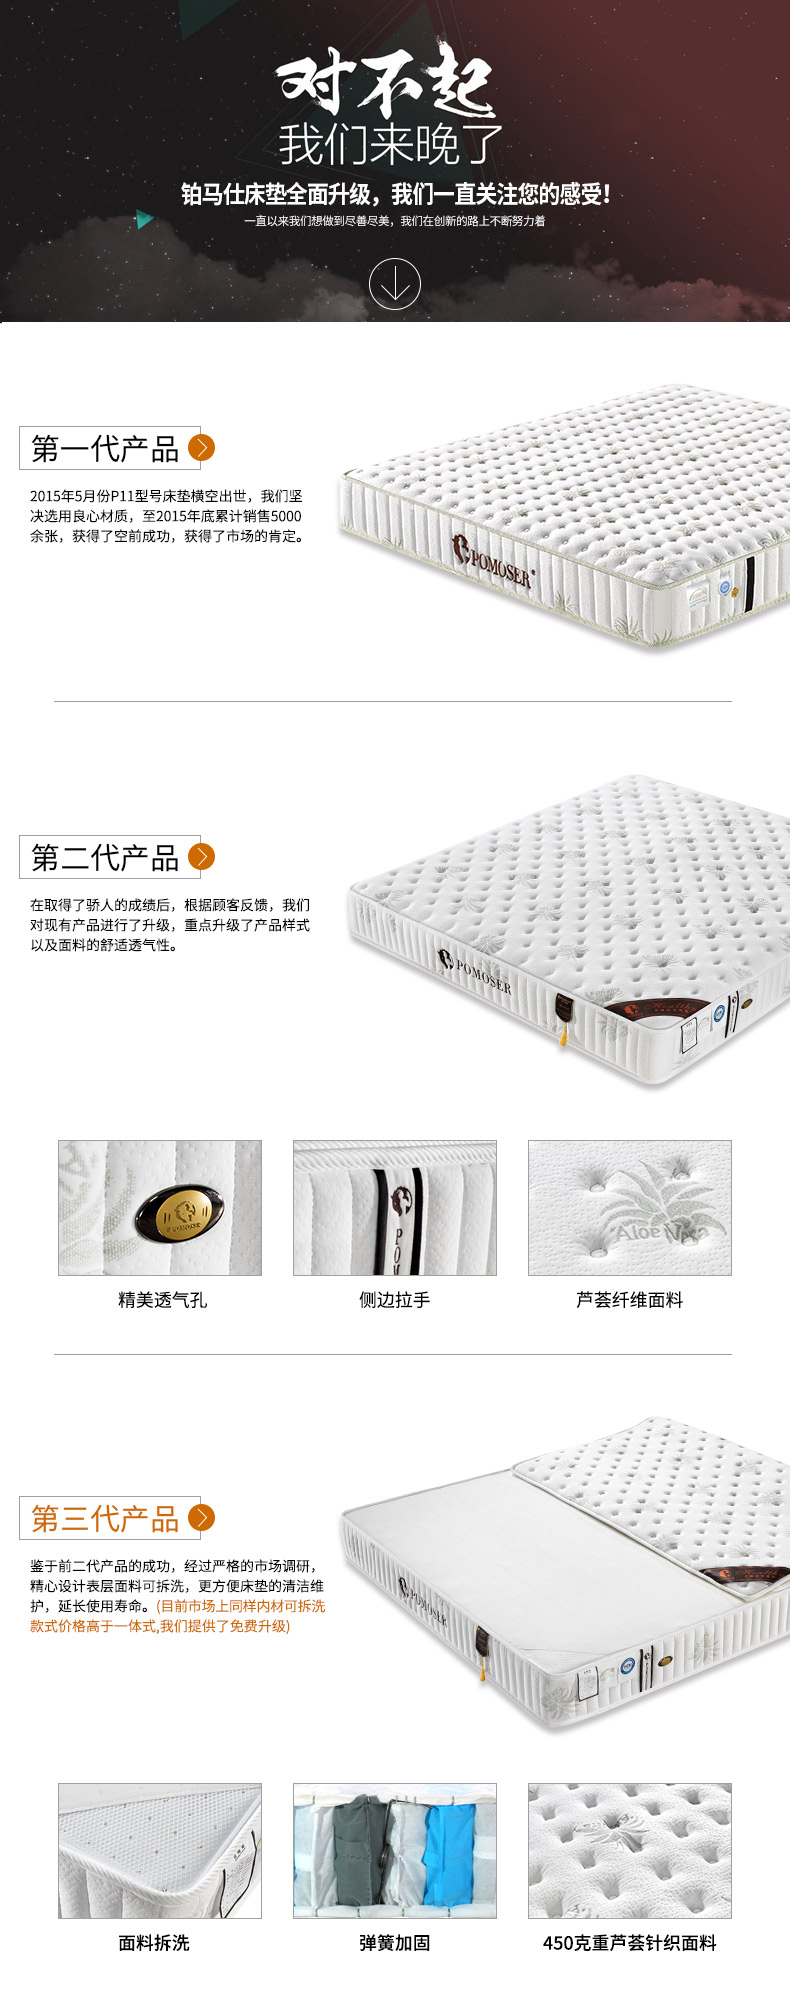 对不起
我们来晚了
铂马仕床垫全面升级，我们一直关注您的感受！
一直以来我们想做到尽善尽美，我们在创新的路上不断努力着
第一代产品
2015年5月份P11型号床垫横空出世，我们坚
决选用良心材质，至2015年底累计销售5000
余张，获得了空前成功，获得了市场的肯定。
POMOSER
第二代产品
在取得了骄人的成绩后，根据顾客反馈，我们
对现有产品进行了升级，重点升级了产品样式
以及面料的舒适透气性。
POMOSER
POMOSER
Aloe Vera
精美透气孔
侧边拉手
芦荟纤维面料
第三代产品
鉴于前二代产品的成功，经过严格的市场调研，
精心设计表层面料可拆洗，更方便床垫的清洁维
护，延长使用寿命。(目前市场上同样内材可拆洗
款式价格高于一体式,我们提供了免费升级)
POMOSER
面料拆洗
弹簧加固
450克重芦荟针织面料